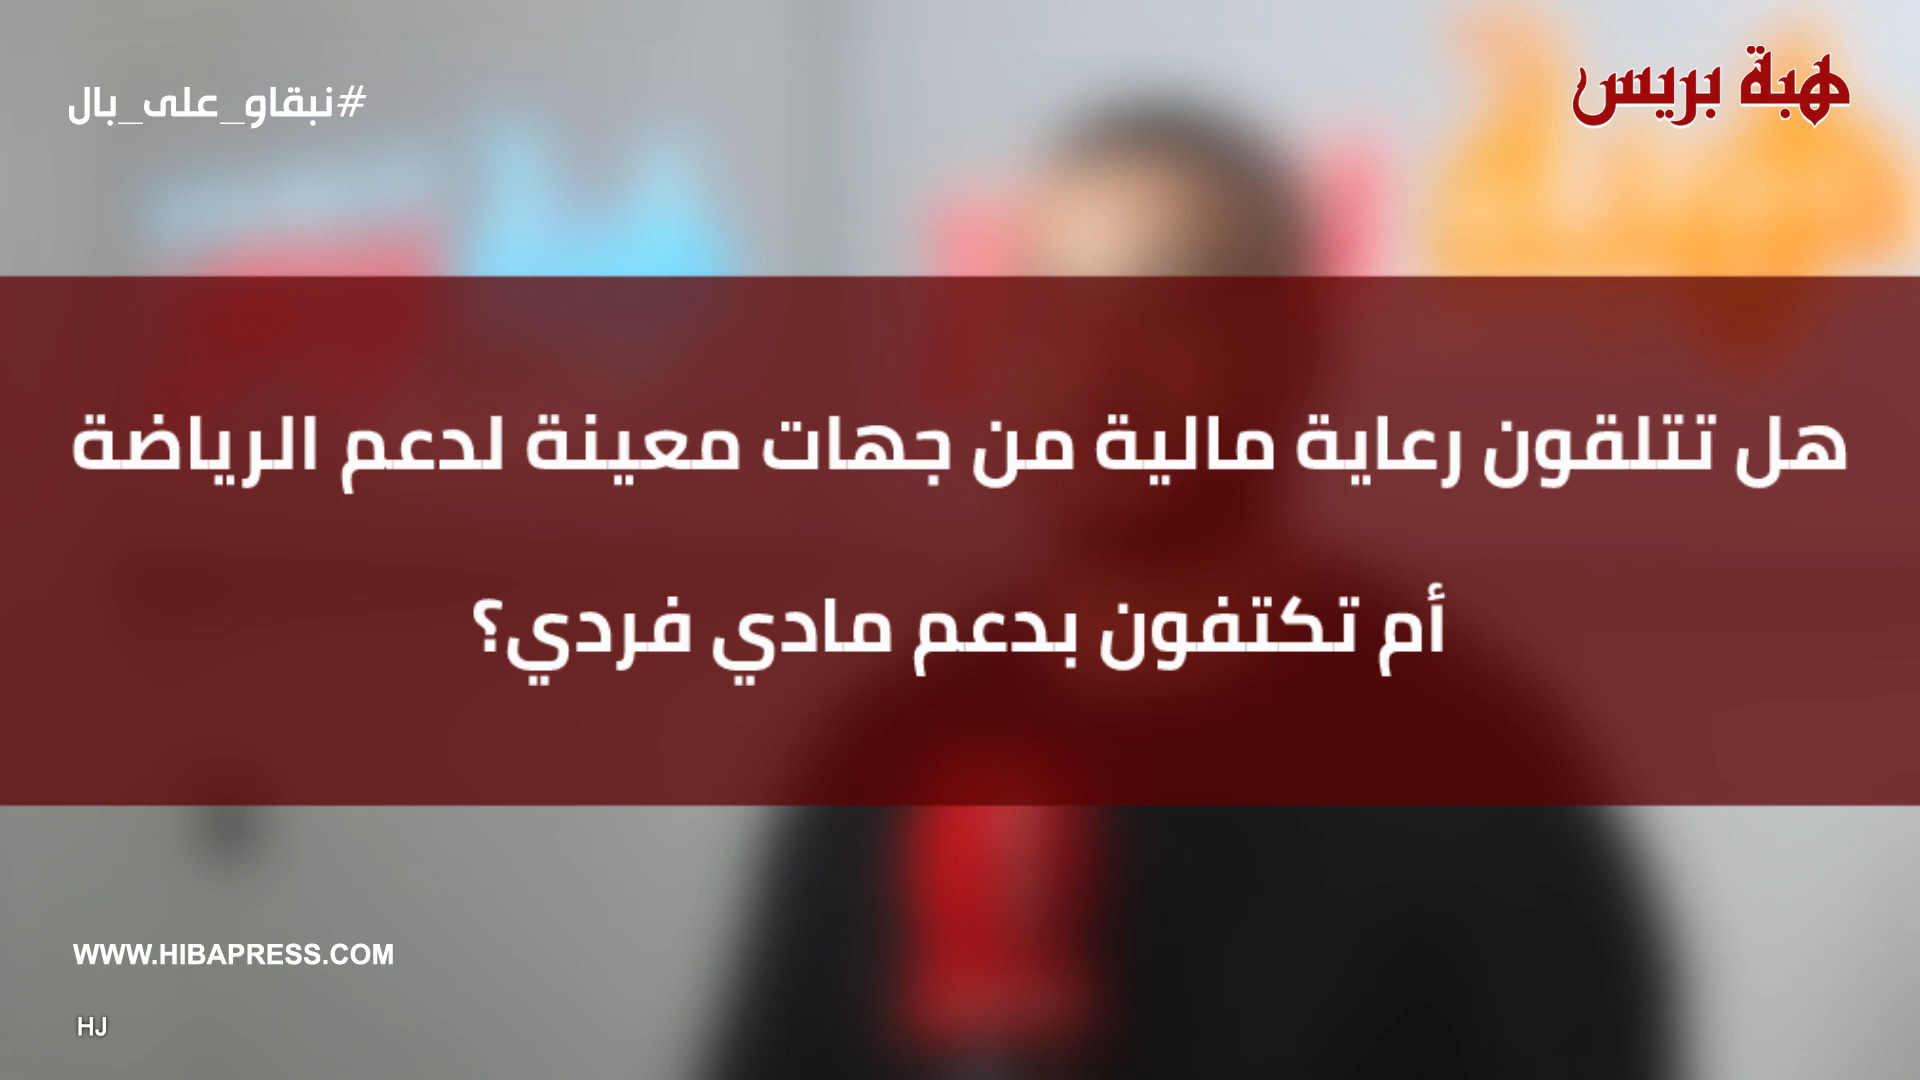 #نبقاو_على_بال
هبة بريس
هل تتلقون رعاية مالية من جهات معينة لدعم الرياضة
أم تكتفون بدعم مادي فردي؟
WWW.HIBAPRESS.COM
HJ